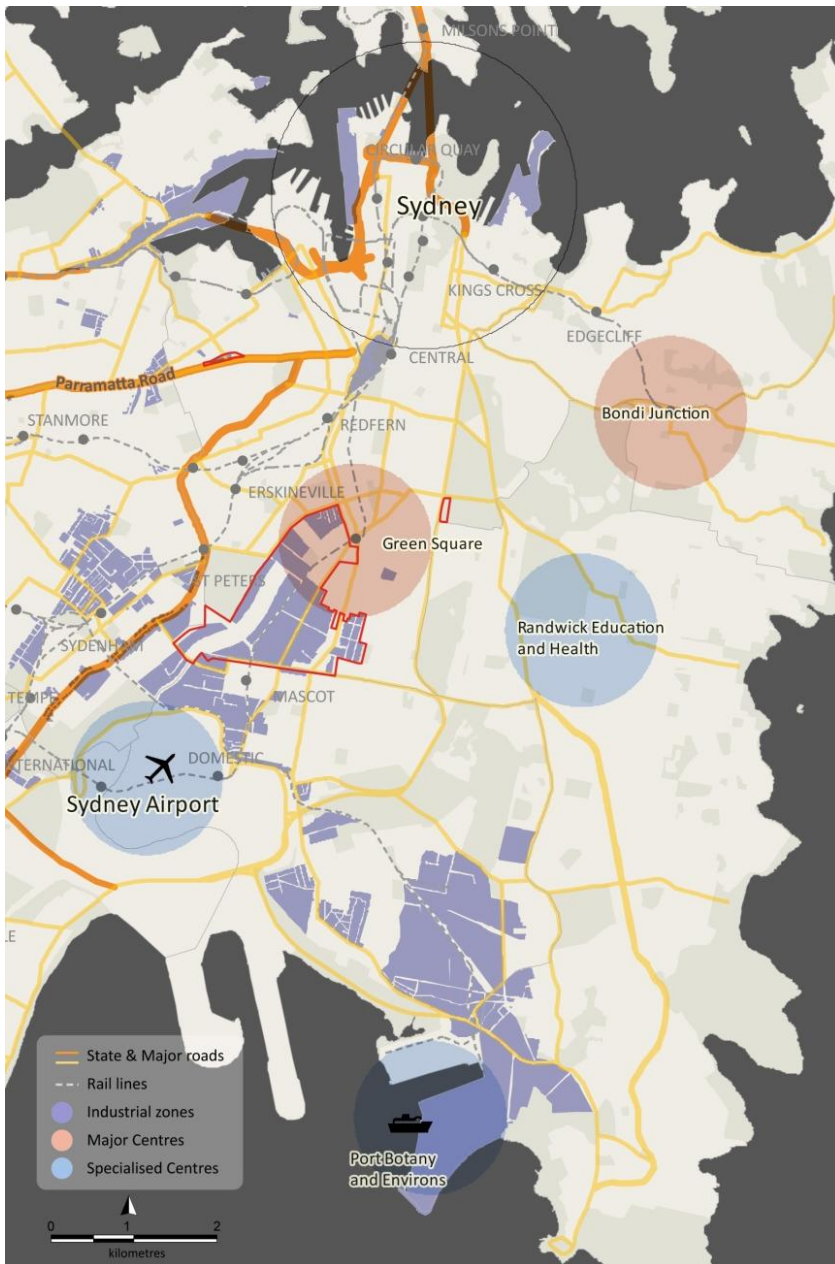 MILSONS POINT
CIRCULAR QUAY
Sydney
KINGS CROSS
EDGECLIFF
CENTRAL
Parramatta Road
Bondi Junction
STANMORE
REDFERN
ERSKINEVILLE
Green Square
ST PETERS
Randwick Education
and Health
SYDENHAM
TEMPE
MASCOT
NTERNATIONAL
DOMESTIC
Sydney Airport
LE
State & Major roads
Rail lines
Industrial zones
Major Centres
Specialised Centres
Port Botany
and Environs
0 1 2
kilometres